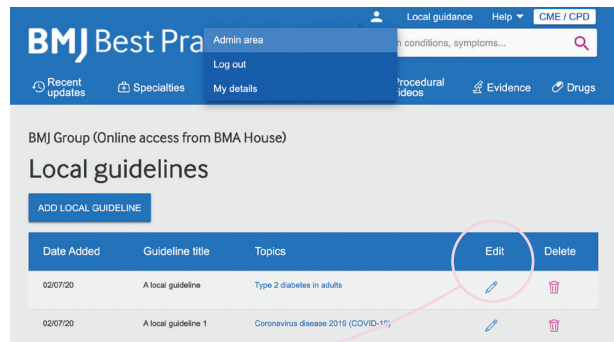 Local guidance Help CME / CPD
BMJ Best Pra
Admin area
Log out
My details
conditions, symptoms...
Recent updates
Specialties
Procedural
Evidence
Drugs
BMJ Group (Online access from BMA House)
Local guidelines
ADD LOCAL GUIDELINE
Date Added Guideline title Topics Edit Delete
02/07/20 A local guideline Type 2 diabetes in adults
02/07/20 A local guideline 1 Coronavirus disease 2019 (COVID-19)